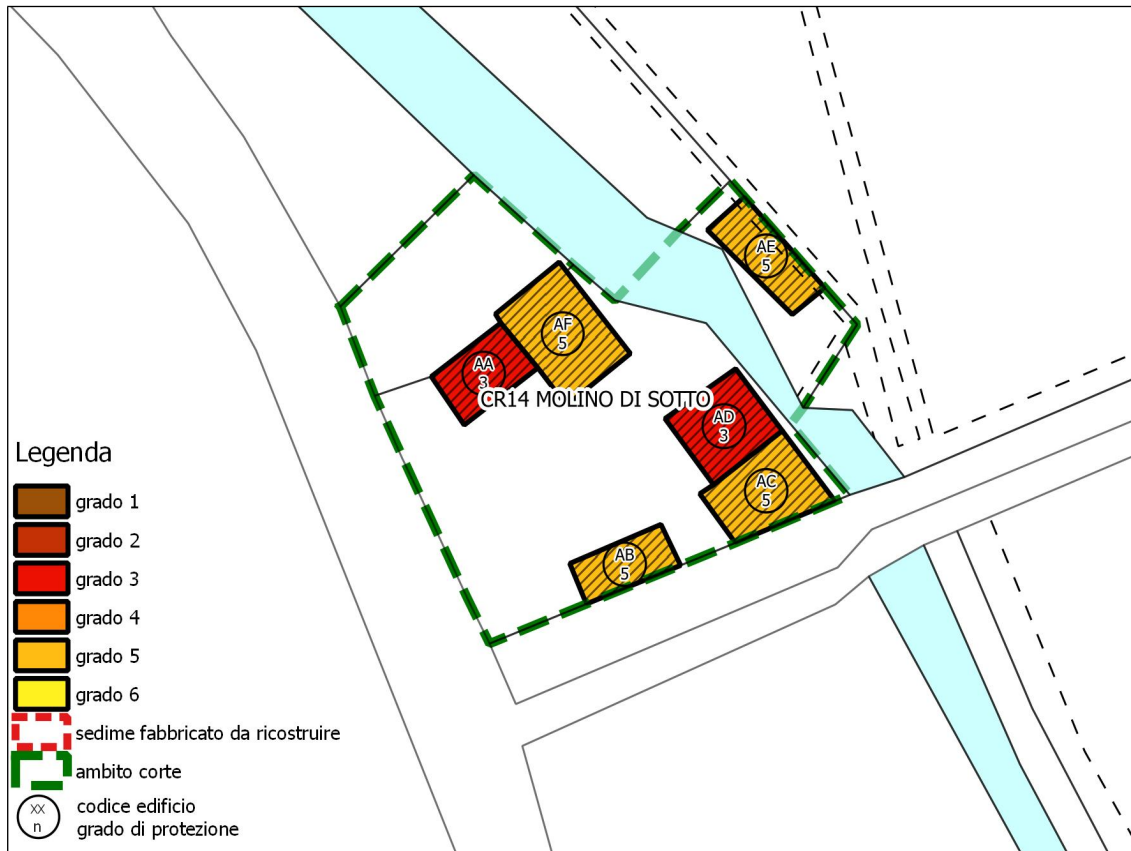 AE
5
AF
5
AA
3
CR14 MOLINO DI SOTTO
AD
3
AC
5
AB
5
Legenda
grado 1
grado 2
grado 3
grado 4
grado 5
grado 6
sedime fabbricato da ricostruire
ambito corte
XX
n
codice edificio
grado di protezione